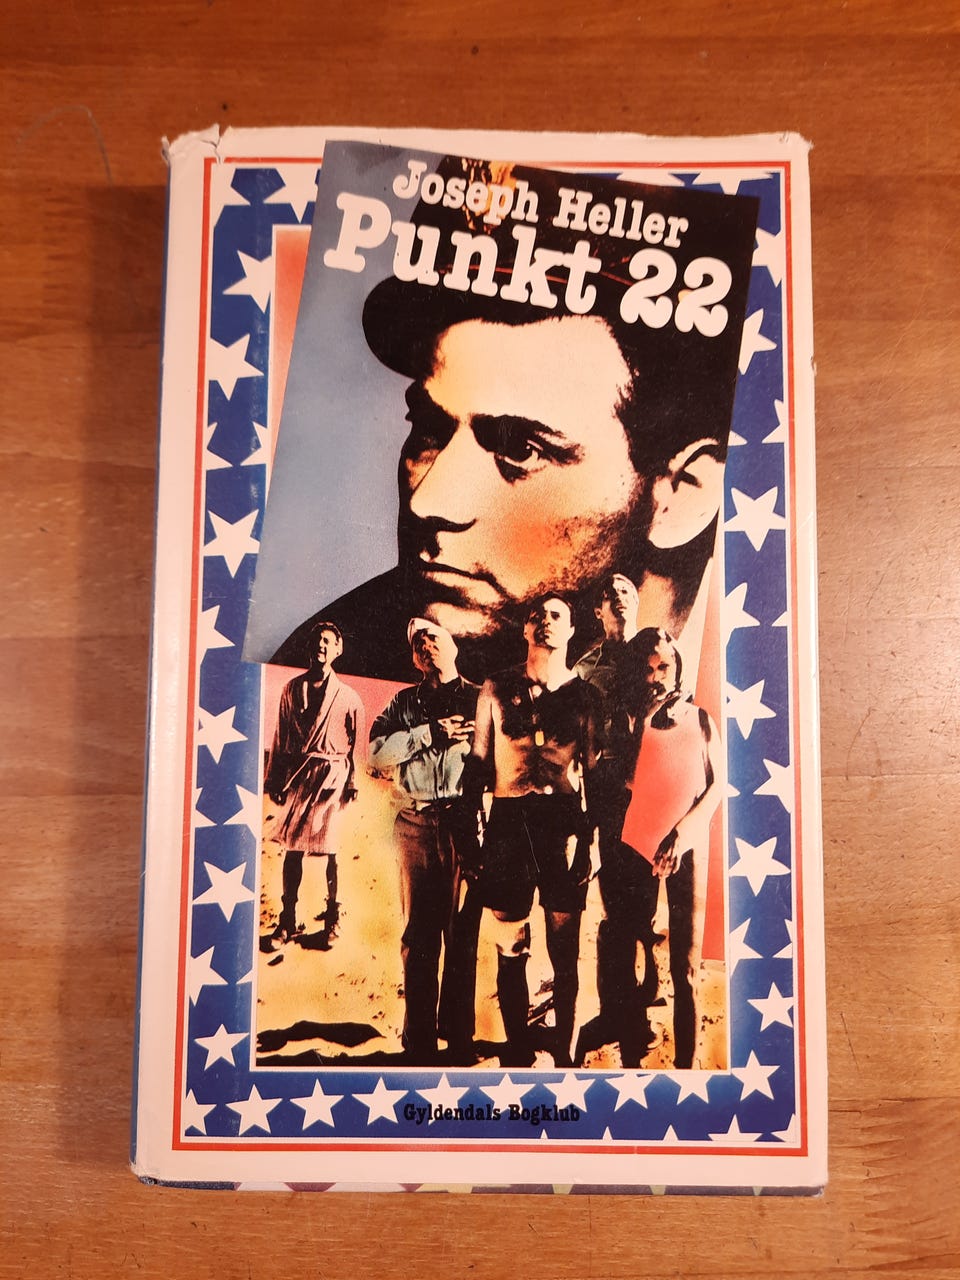 Joseph Heller
Punkt 22
Gyldendals Bogklub